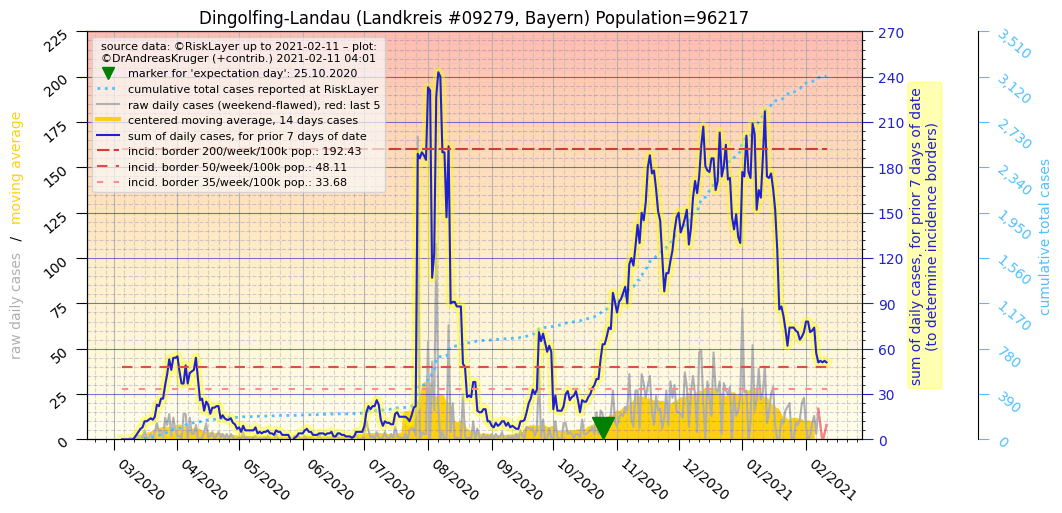 Dingolfing-Landau (Landkreis #09279, Bayern) Population=96217
source data: ©RiskLayer up to 2021-02-11 – plot:
©DrAndreasKruger (+contrib.) 2021-02-11 04:01
marker for 'expectation day': 25.10.2020
cumulative total cases reported at RiskLayer
raw daily cases (weekend-flawed), red: last 5
centered moving average, 14 days cases
sum of daily cases, for prior 7 days of date
incid. border 200/week/100k pop.: 192.43
incid. border 50/week/100k pop.: 48.11
incid. border 35/week/100k pop.: 33.68
raw daily cases / moving average
225
200
175
150
125
100
75
50
25
0
03/2020
04/2020
05/2020
06/2020
07/2020
08/2020
09/2020
10/2020
11/2020
12/2020
01/2021
02/2021
270
240
210
180
150
120
90
60
30
0
sum of daily cases, for prior 7 days of date
(to determine incidence borders)
3,510
3,120
2,730
2,340
1,950
1,560
1,170
780
390
0
cumulative total cases